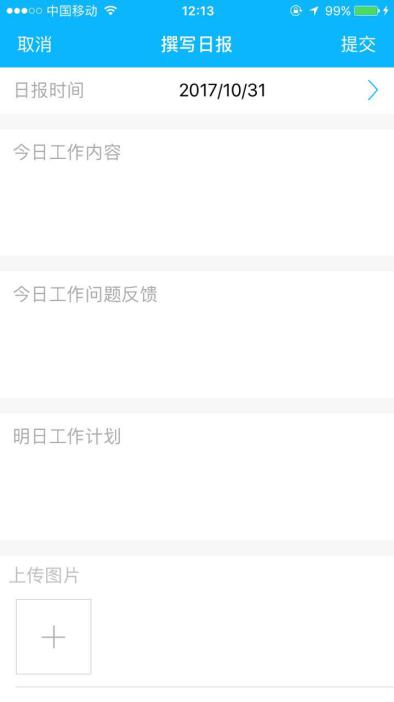 中国移动 12:13 99%
取消 撰写日报 提交
日报时间 2017/10/31
今日工作内容
今日工作问题反馈
明日工作计划
上传图片